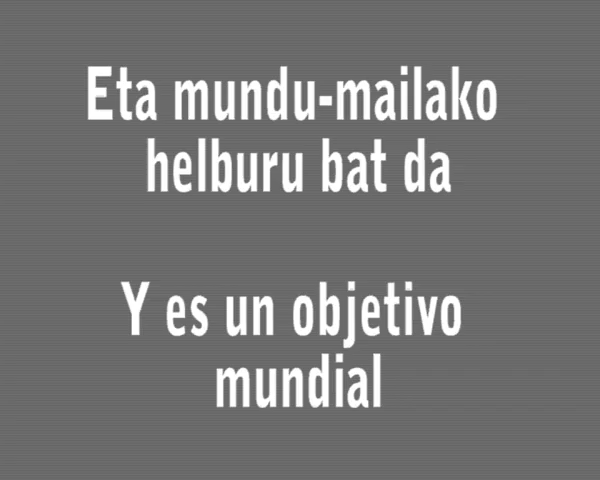 Eta mundu-mailako
helburu bat da
Y es un objetivo
mundial